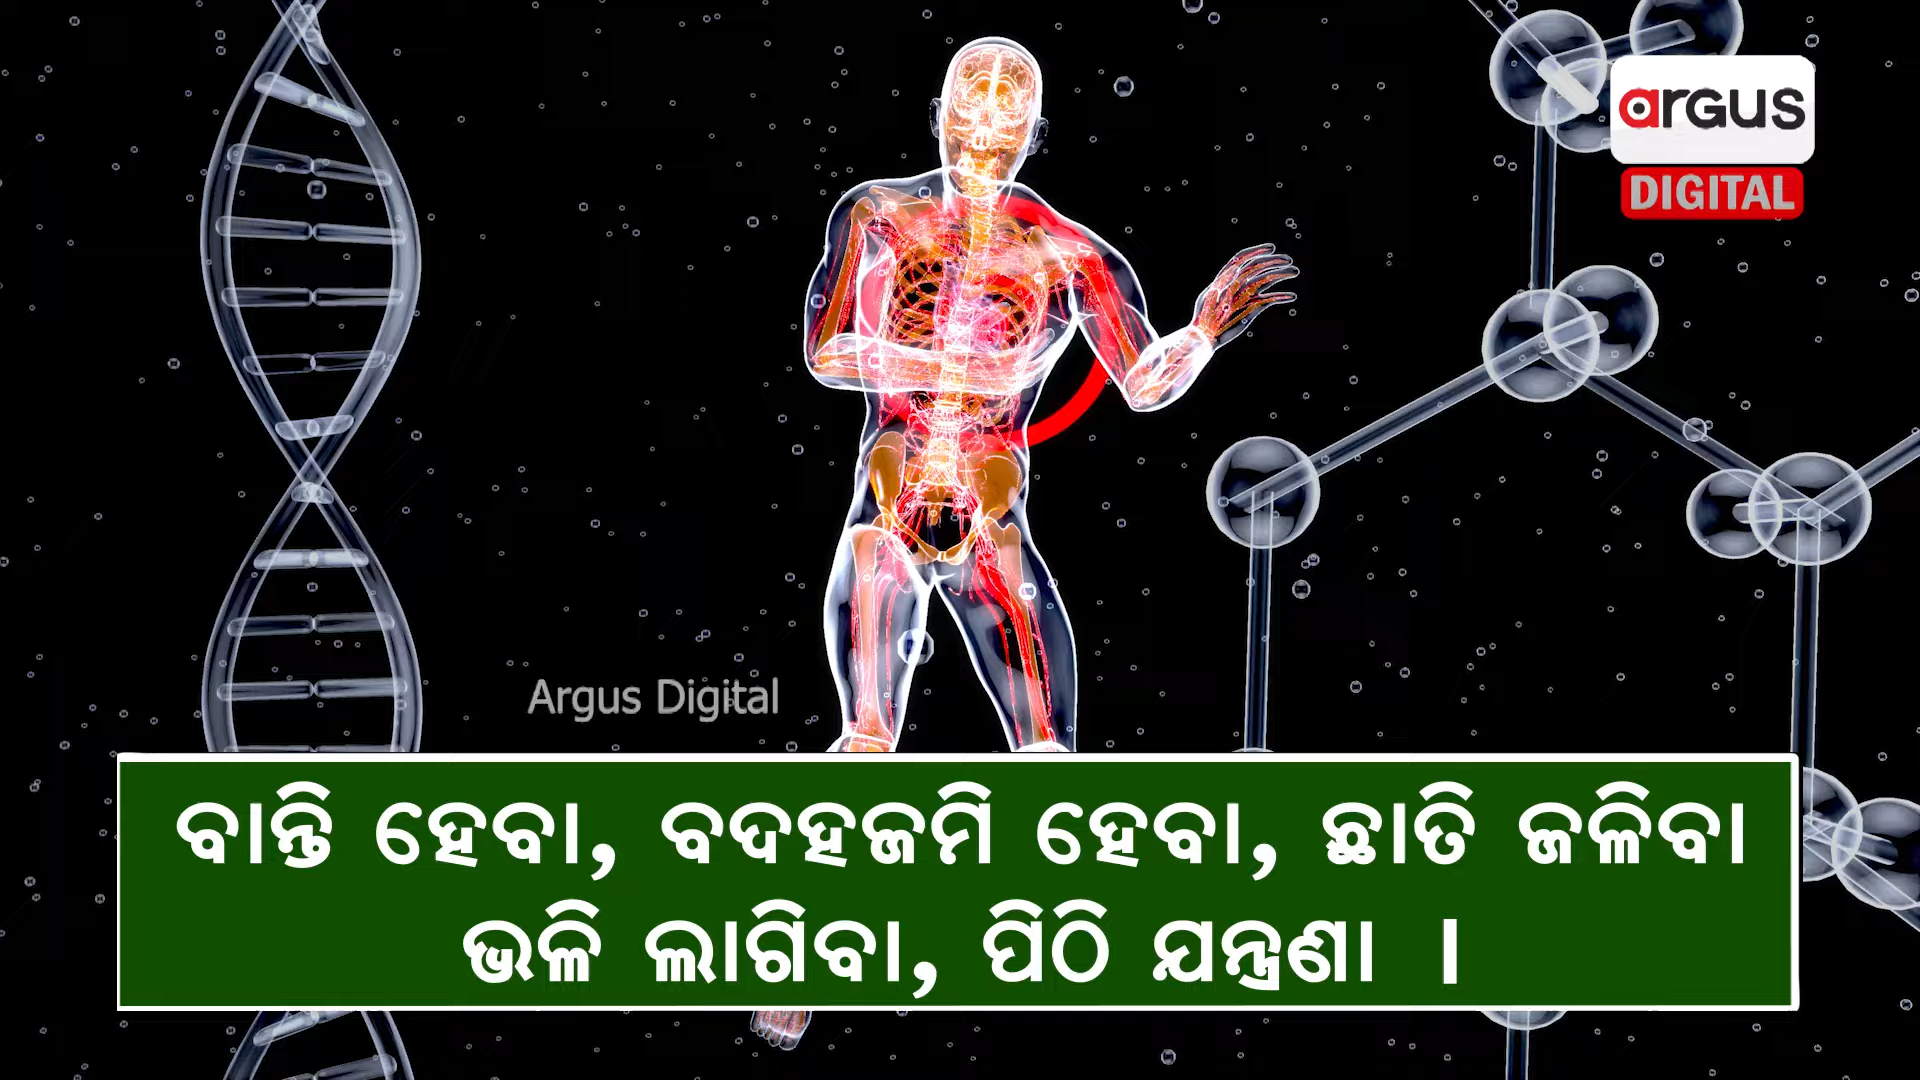 argus
DIGITAL
Argus Digital
ବାନ୍ତି ହେବା, ବଦହଜମି ହେବା, ଛାତି ଜଳିବା
ଭଳି ଲାଗିବା, ପିଠି ଯନ୍ତ୍ରଣା ।